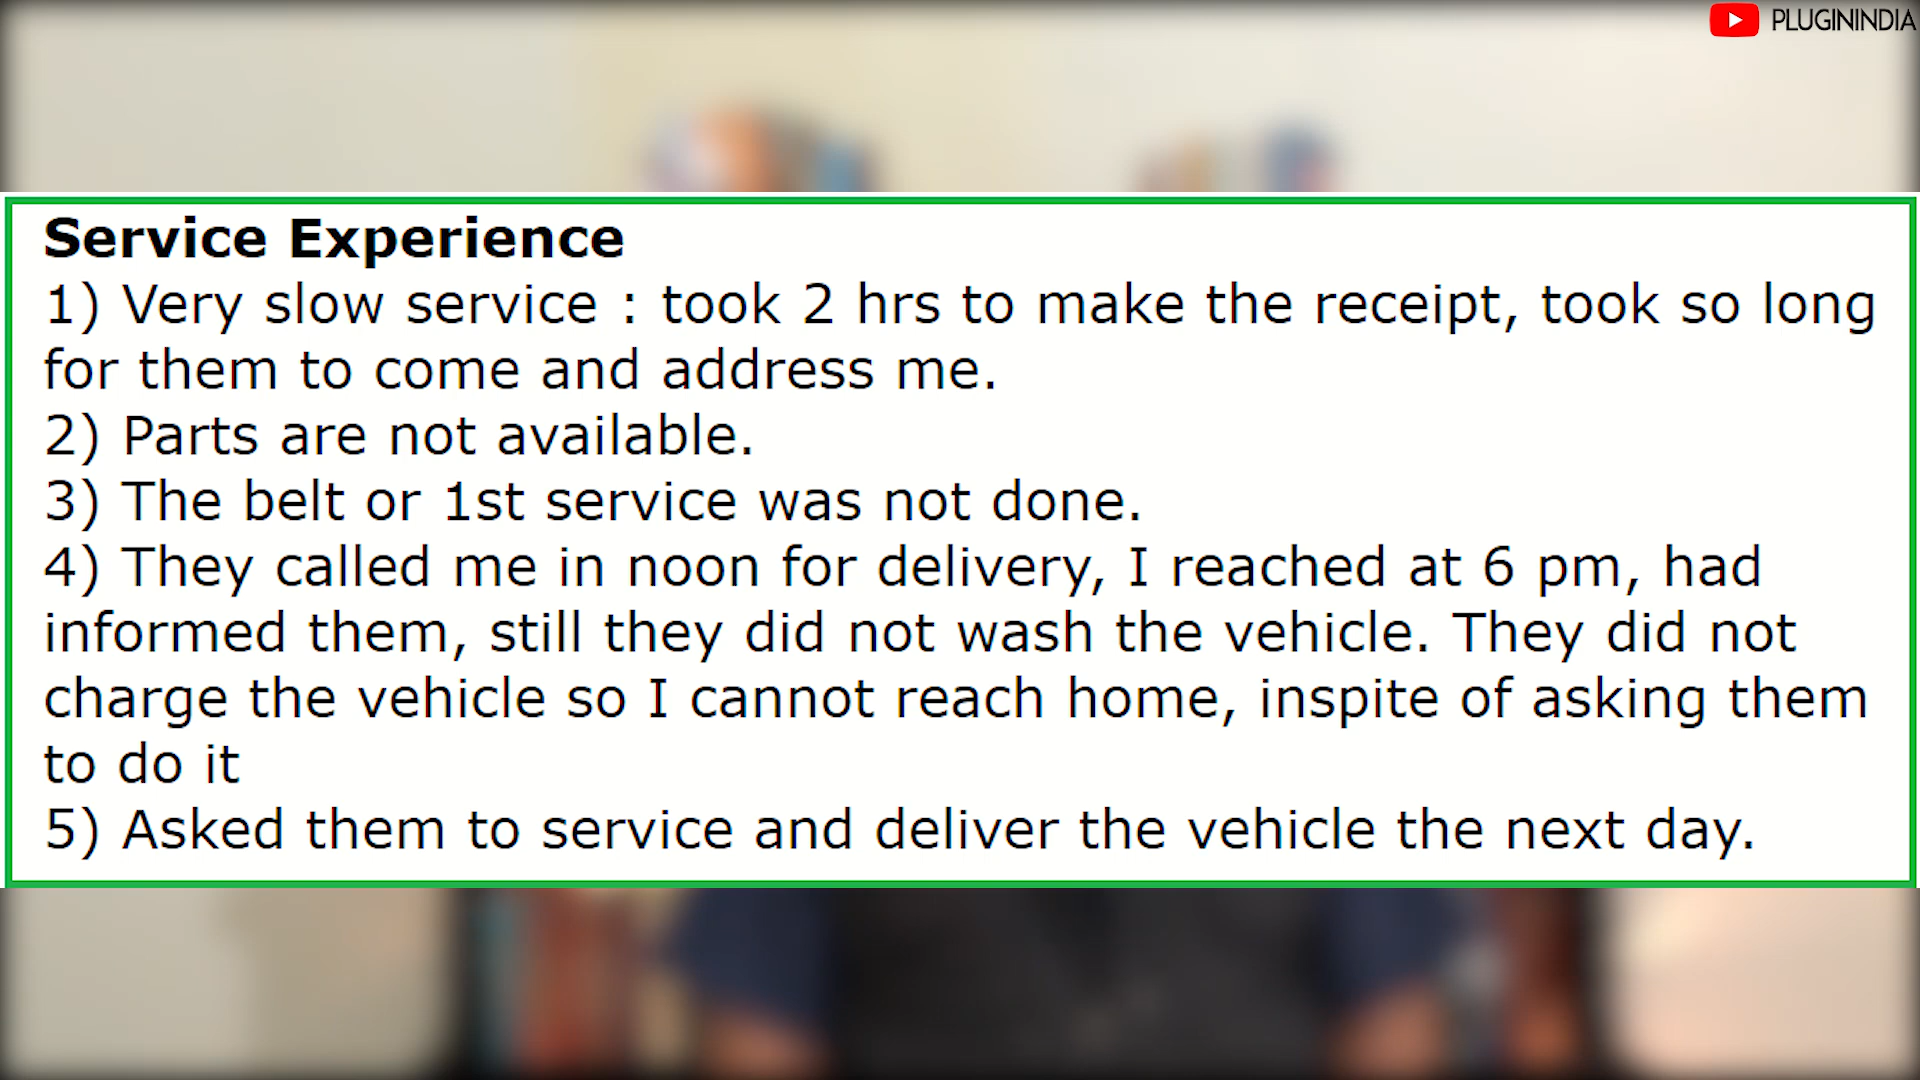 PLUGININDIA
Service Experience
1) Very slow service : took 2 hrs to make the receipt, took so long
for them to come and address me.
2) Parts are not available.
3) The belt or 1st service was not done.
4) They called me in noon for delivery, I reached at 6 pm, had
informed them, still they did not wash the vehicle. They did not
charge the vehicle so I cannot reach home, inspite of asking them
to do it
5) Asked them to service and deliver the vehicle the next day.